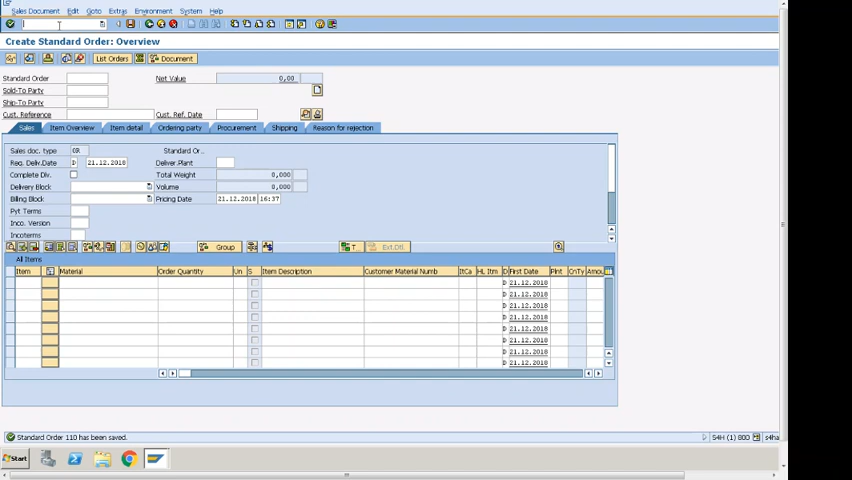 Sales Document Edit Goto Extras Environment System Help
Create Standard Order: Overview
List Orders Document
Standard Order Net Value 0,00
Sold-To Party
Ship-To Party
Cust. Reference Cust. Ref. Date
Sales Item Overview Item detail Ordering party Procurement Shipping Reason for rejection
Sales doc. type OR Standard Or...
Req. Deliv.Date D 21.12.2018 Deliver.Plant
Complete Dlv. Total Weight 0,000
Delivery Block Volume 0,000
Billing Block Pricing Date 21.12.2018 16:37
Pyt Terms
Inco. Version
Incoterms
Group T... Ext.Dtl
All Items
Item Material Order Quantity Un S Item Description Customer Material Numb ItCa HL Itm D First Date Plnt CnTy Amou
D 21.12.2018
D 21.12.2018
D 21.12.2018
D 21.12.2018
D 21.12.2018
D 21.12.2018
D 21.12.2018
D 21.12.2018
Standard Order 110 has been saved. S4H (1) 800 s4ha
Start